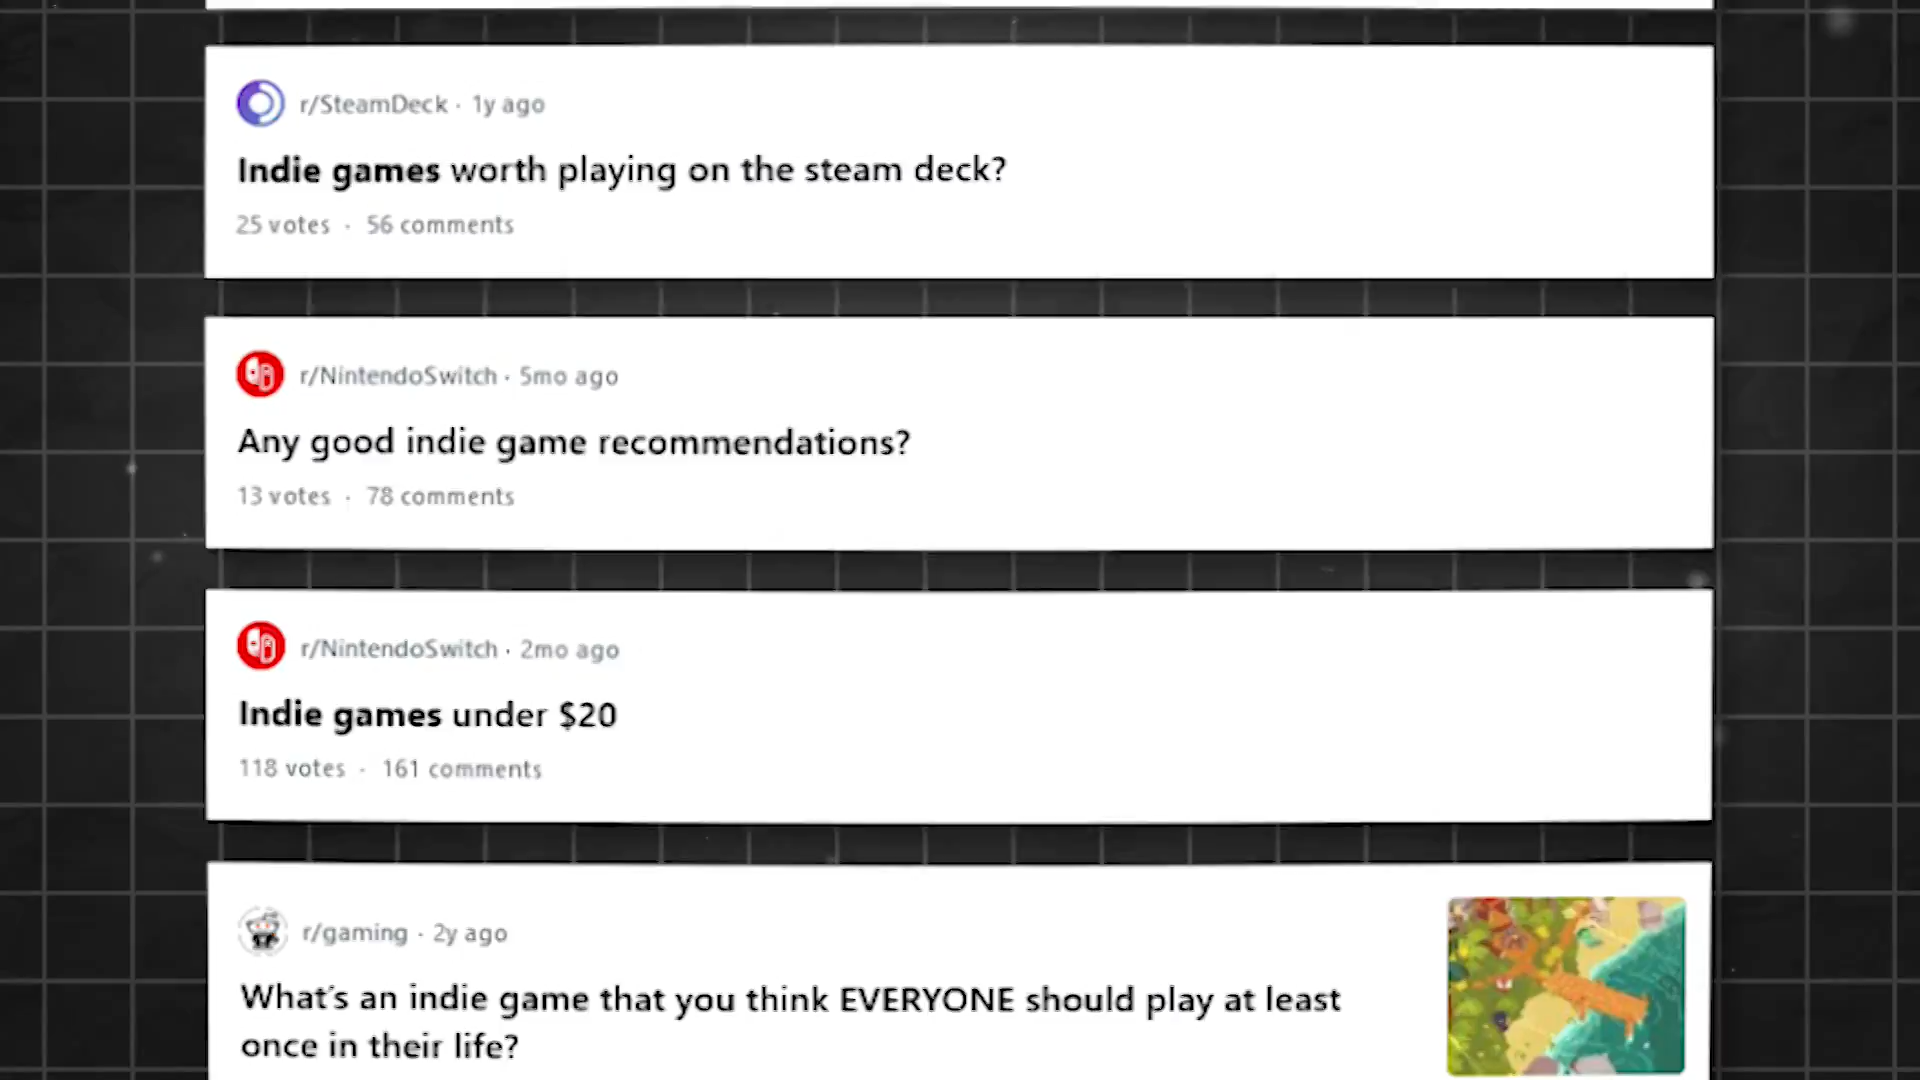 r/SteamDeck · 1y ago
Indie games worth playing on the steam deck?
25 votes · 56 comments
r/NintendoSwitch · 5mo ago
Any good indie game recommendations?
13 votes · 78 comments
r/NintendoSwitch · 2mo ago
Indie games under $20
118 votes · 161 comments
r/gaming · 2y ago
What's an indie game that you think EVERYONE should play at least
once in their life?